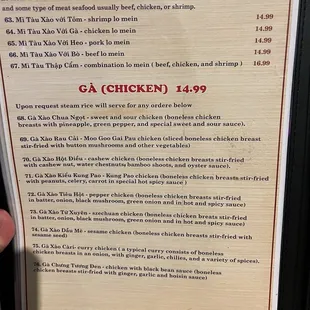 and some type of meat seafood usually beef, chicken, or shrimp.
63. Mì Tàu Xào với Tôm - shrimp lo mein 14.99
64. Mì Tàu Xào với Gà - chicken lo mein 14.99
65. Mì Tàu Xào Với Heo - pork lo mein 14.99
66. Mì Tàu Xào Với Bò - beef lo mein 14.99
67. Mì Tàu Thập Cẩm - combination lo mein ( beef, chicken, and shrimp ) 16.99
GÀ (CHICKEN) 14.99
Upon request steam rice will serve for any ordere below
68. Gà Xào Chua Ngọt - sweet and sour chicken (boneless chicken
breasts with pineapple, green pepper, and special sweet and sour sauce).
69. Gà Xào Rau Cải - Moo Goo Gai Pau chicken (sliced boneless chicken breast
stir-fried with button mushrooms and other vegetables)
70. Gà Xào Hột Điều - cashew chicken (boneless chicken breasts stir-fried
with cashew nut, water chestnuts, bamboo shoots, and oyster sauce).
71. Gà Xào Kiểu Kung Pao - Kung Pao chicken (boneless chicken breasts stir-fried
with peanuts, celery, carrot in special hot spicy sauce )
72. Gà Xào Tiêu Hột - pepper chicken (boneless chicken breasts stir-fried
in batter, onion, black mushroom, green onion and in hot and spicy sauce)
73. Gà Xào Tứ Xuyên - szechuan chicken (boneless chicken breasts stir-fried
in batter, onion, black mushroom, green onion and in hot and spicy sauce)
74. Gà Xào Dầu Mè - sesame chicken (boneless chicken breasts stir-fried with
sesame seed)
75. Gà Xào Càri- curry chicken ( a typical curry consists of boneless
chicken breasts in an onion, with ginger, garlic, chilies, and a variety of spices).
76. Gà Chưng Tương Đen - chicken with black bean sauce (boneless
chicken breasts stir-fried with ginger, garlic and hoisin sauce)